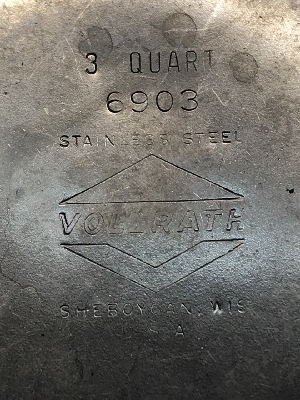 3 QUART
6903
STAINLESS STEEL
VOLLRATH
SHEBOYGAN, WIS
U.S.A